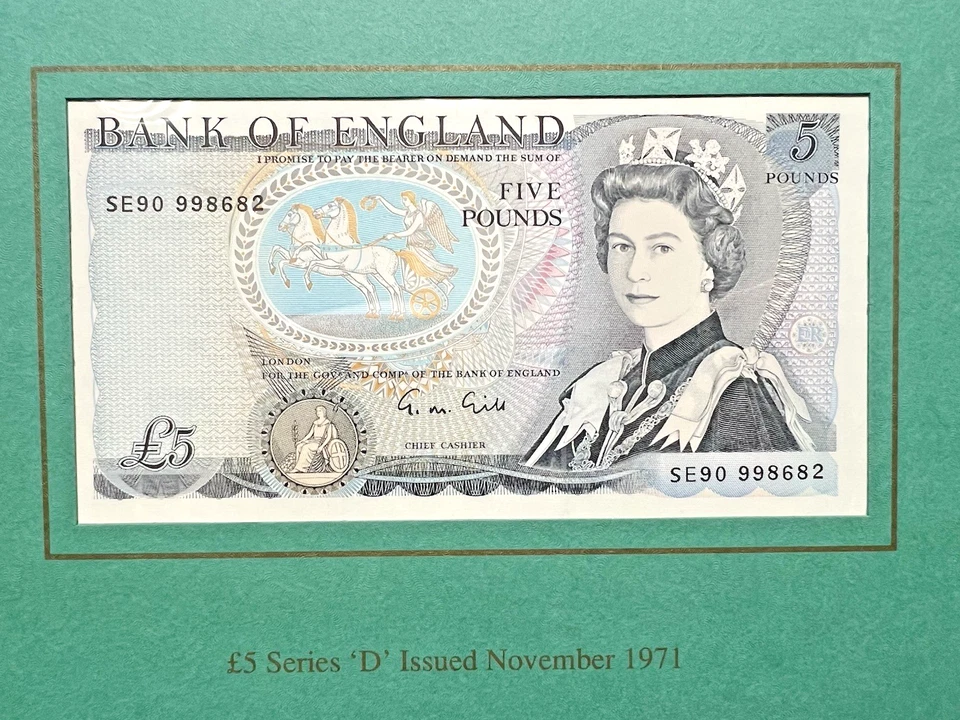 BANK OF ENGLAND
I PROMISE TO PAY THE BEARER ON DEMAND THE SUM OF
5
POUNDS
FIVE
POUNDS
SE90 998682
LONDON
FOR THE GOVR AND COMPA OF THE BANK OF ENGLAND
G. M. Gill
CHIEF CASHIER
£5
ER
SE90 998682
£5 Series ‘D’ Issued November 1971